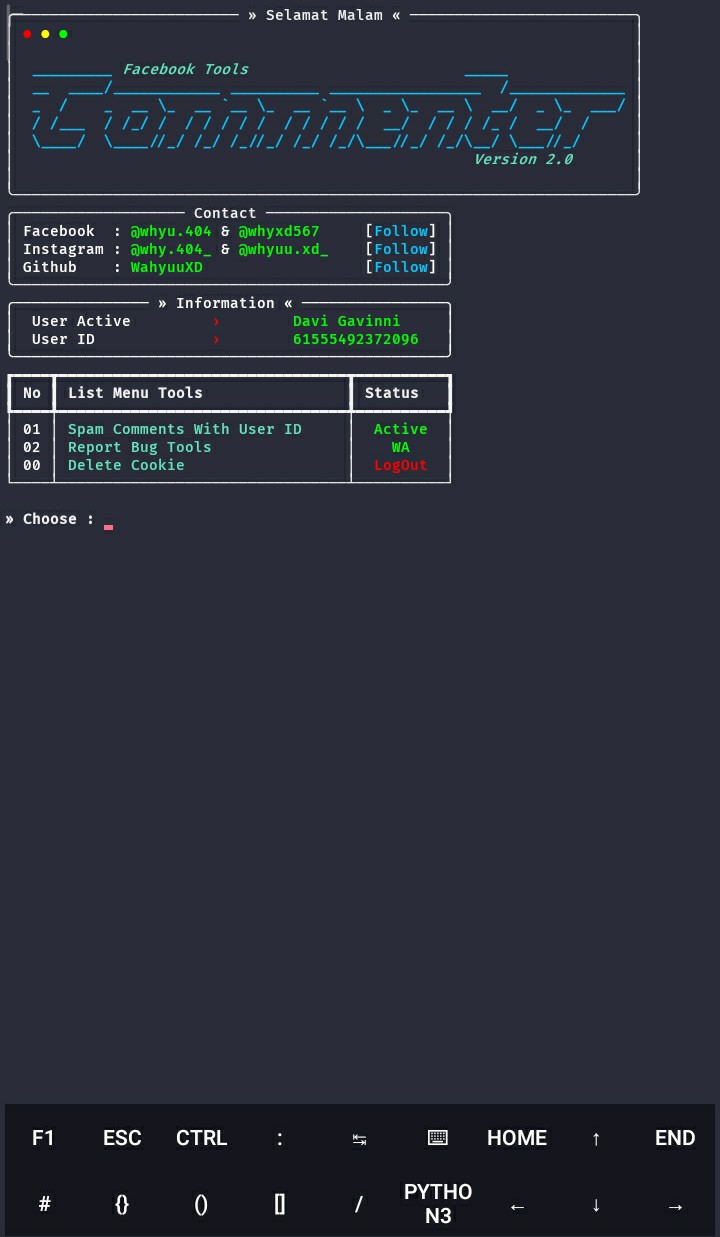 » Selamat Malam «
Facebook Tools
Commenter
Version 2.0
Contact
Facebook : @whyu.404 & @whyxd567 [Follow]
Instagram : @why.404_ & @whyuu.xd_ [Follow]
Github : WahyuuXD [Follow]
» Information «
User Active › Davi Gavinni
User ID › 61555492372096
No List Menu Tools Status
01 Spam Comments With User ID Active
02 Report Bug Tools WA
00 Delete Cookie LogOut
» Choose :
F1 ESC CTRL : ↹ ⌨ HOME ↑ END
# {} () [] / PYTHO
N3 ← ↓ →